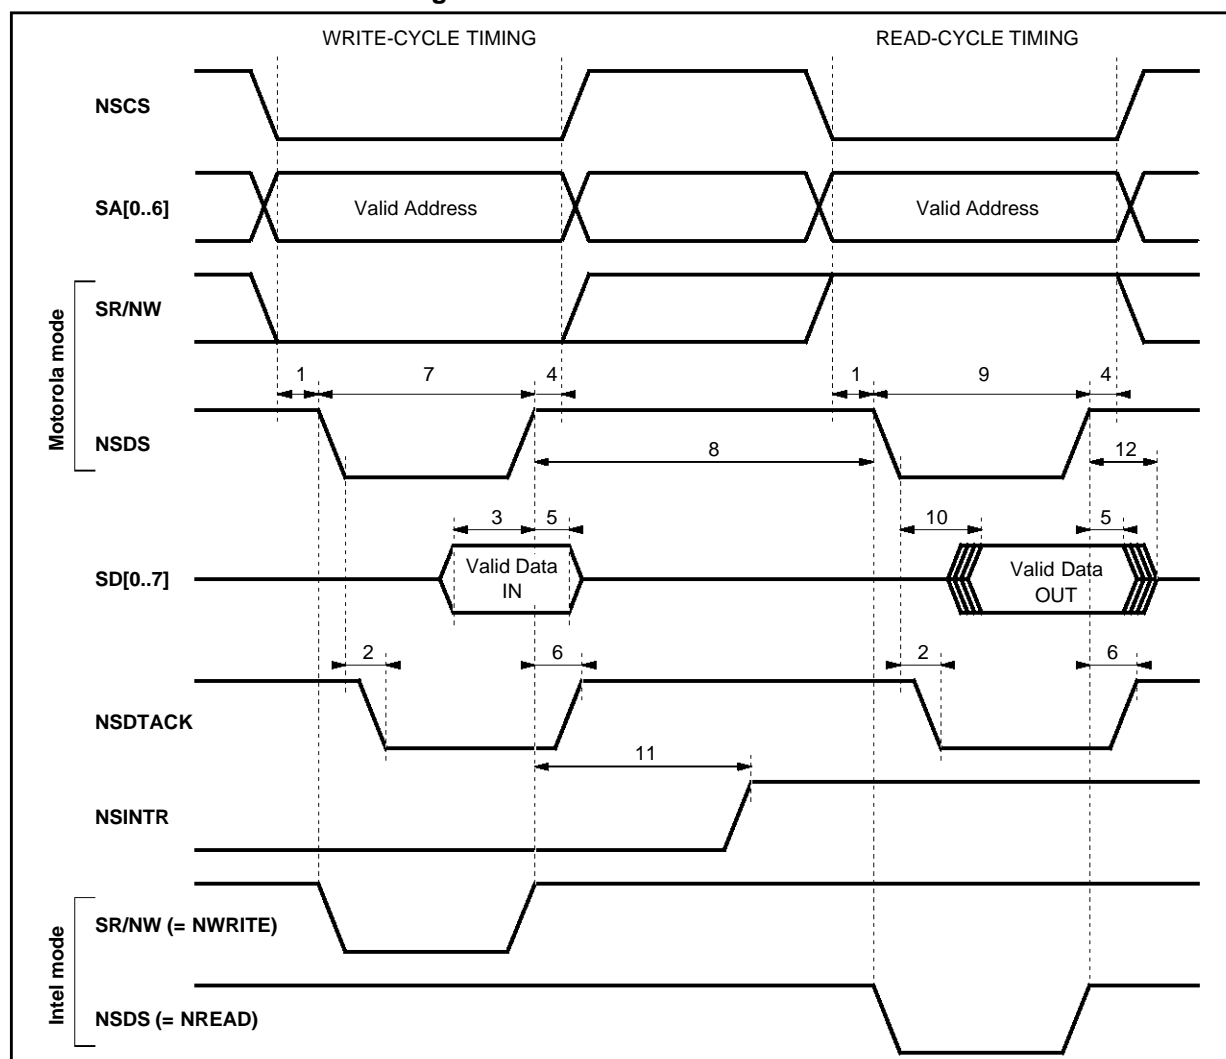 WRITE-CYCLE TIMING READ-CYCLE TIMING
NSCS
SA[0..6] Valid Address Valid Address
Motorola mode
SR/NW
1 7 4 1 9 4
NSDS
8 12
3 5 10 5
SD[0..7] Valid Data IN Valid Data OUT
2 6 2 6
NSDTACK
11
NSINTR
Intel mode
SR/NW (= NWRITE)
NSDS (= NREAD)